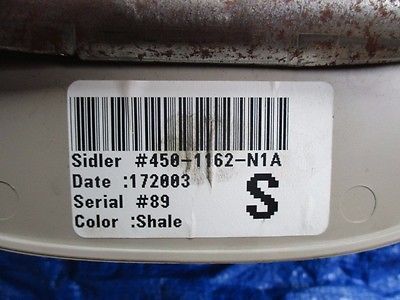 Sidler #450-1162-N1A
Date :172003
Serial #89
Color :Shale
S